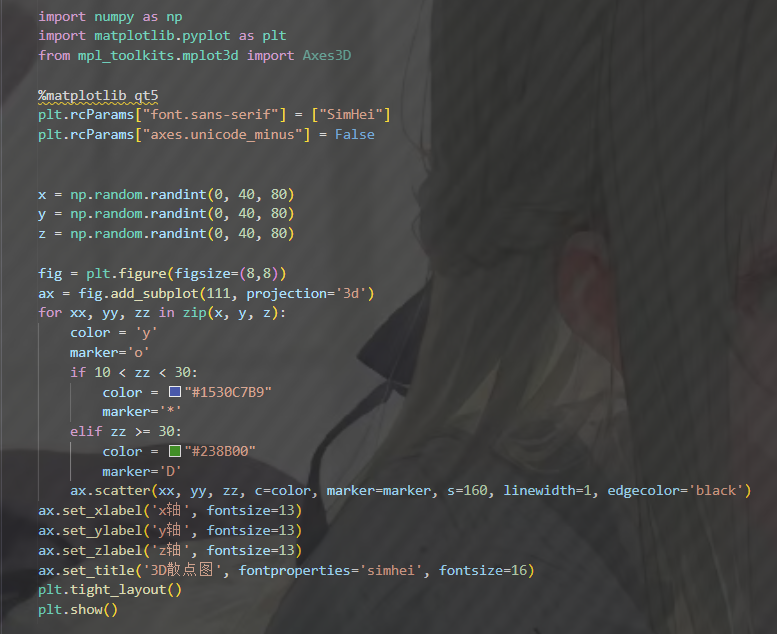 import numpy as np
import matplotlib.pyplot as plt
from mpl_toolkits.mplot3d import Axes3D
%matplotlib qt5
plt.rcParams["font.sans-serif"] = ["SimHei"]
plt.rcParams["axes.unicode_minus"] = False
x = np.random.randint(0, 40, 80)
y = np.random.randint(0, 40, 80)
z = np.random.randint(0, 40, 80)
fig = plt.figure(figsize=(8,8))
ax = fig.add_subplot(111, projection='3d')
for xx, yy, zz in zip(x, y, z):
    color = 'y'
    marker='o'
    if 10 < zz < 30:
        color = "#1530C7B9"
        marker='*'
    elif zz >= 30:
        color = "#238B00"
        marker='D'
    ax.scatter(xx, yy, zz, c=color, marker=marker, s=160, linewidth=1, edgecolor='black')
ax.set_xlabel('x轴', fontsize=13)
ax.set_ylabel('y轴', fontsize=13)
ax.set_zlabel('z轴', fontsize=13)
ax.set_title('3D散点图', fontproperties='simhei', fontsize=16)
plt.tight_layout()
plt.show()